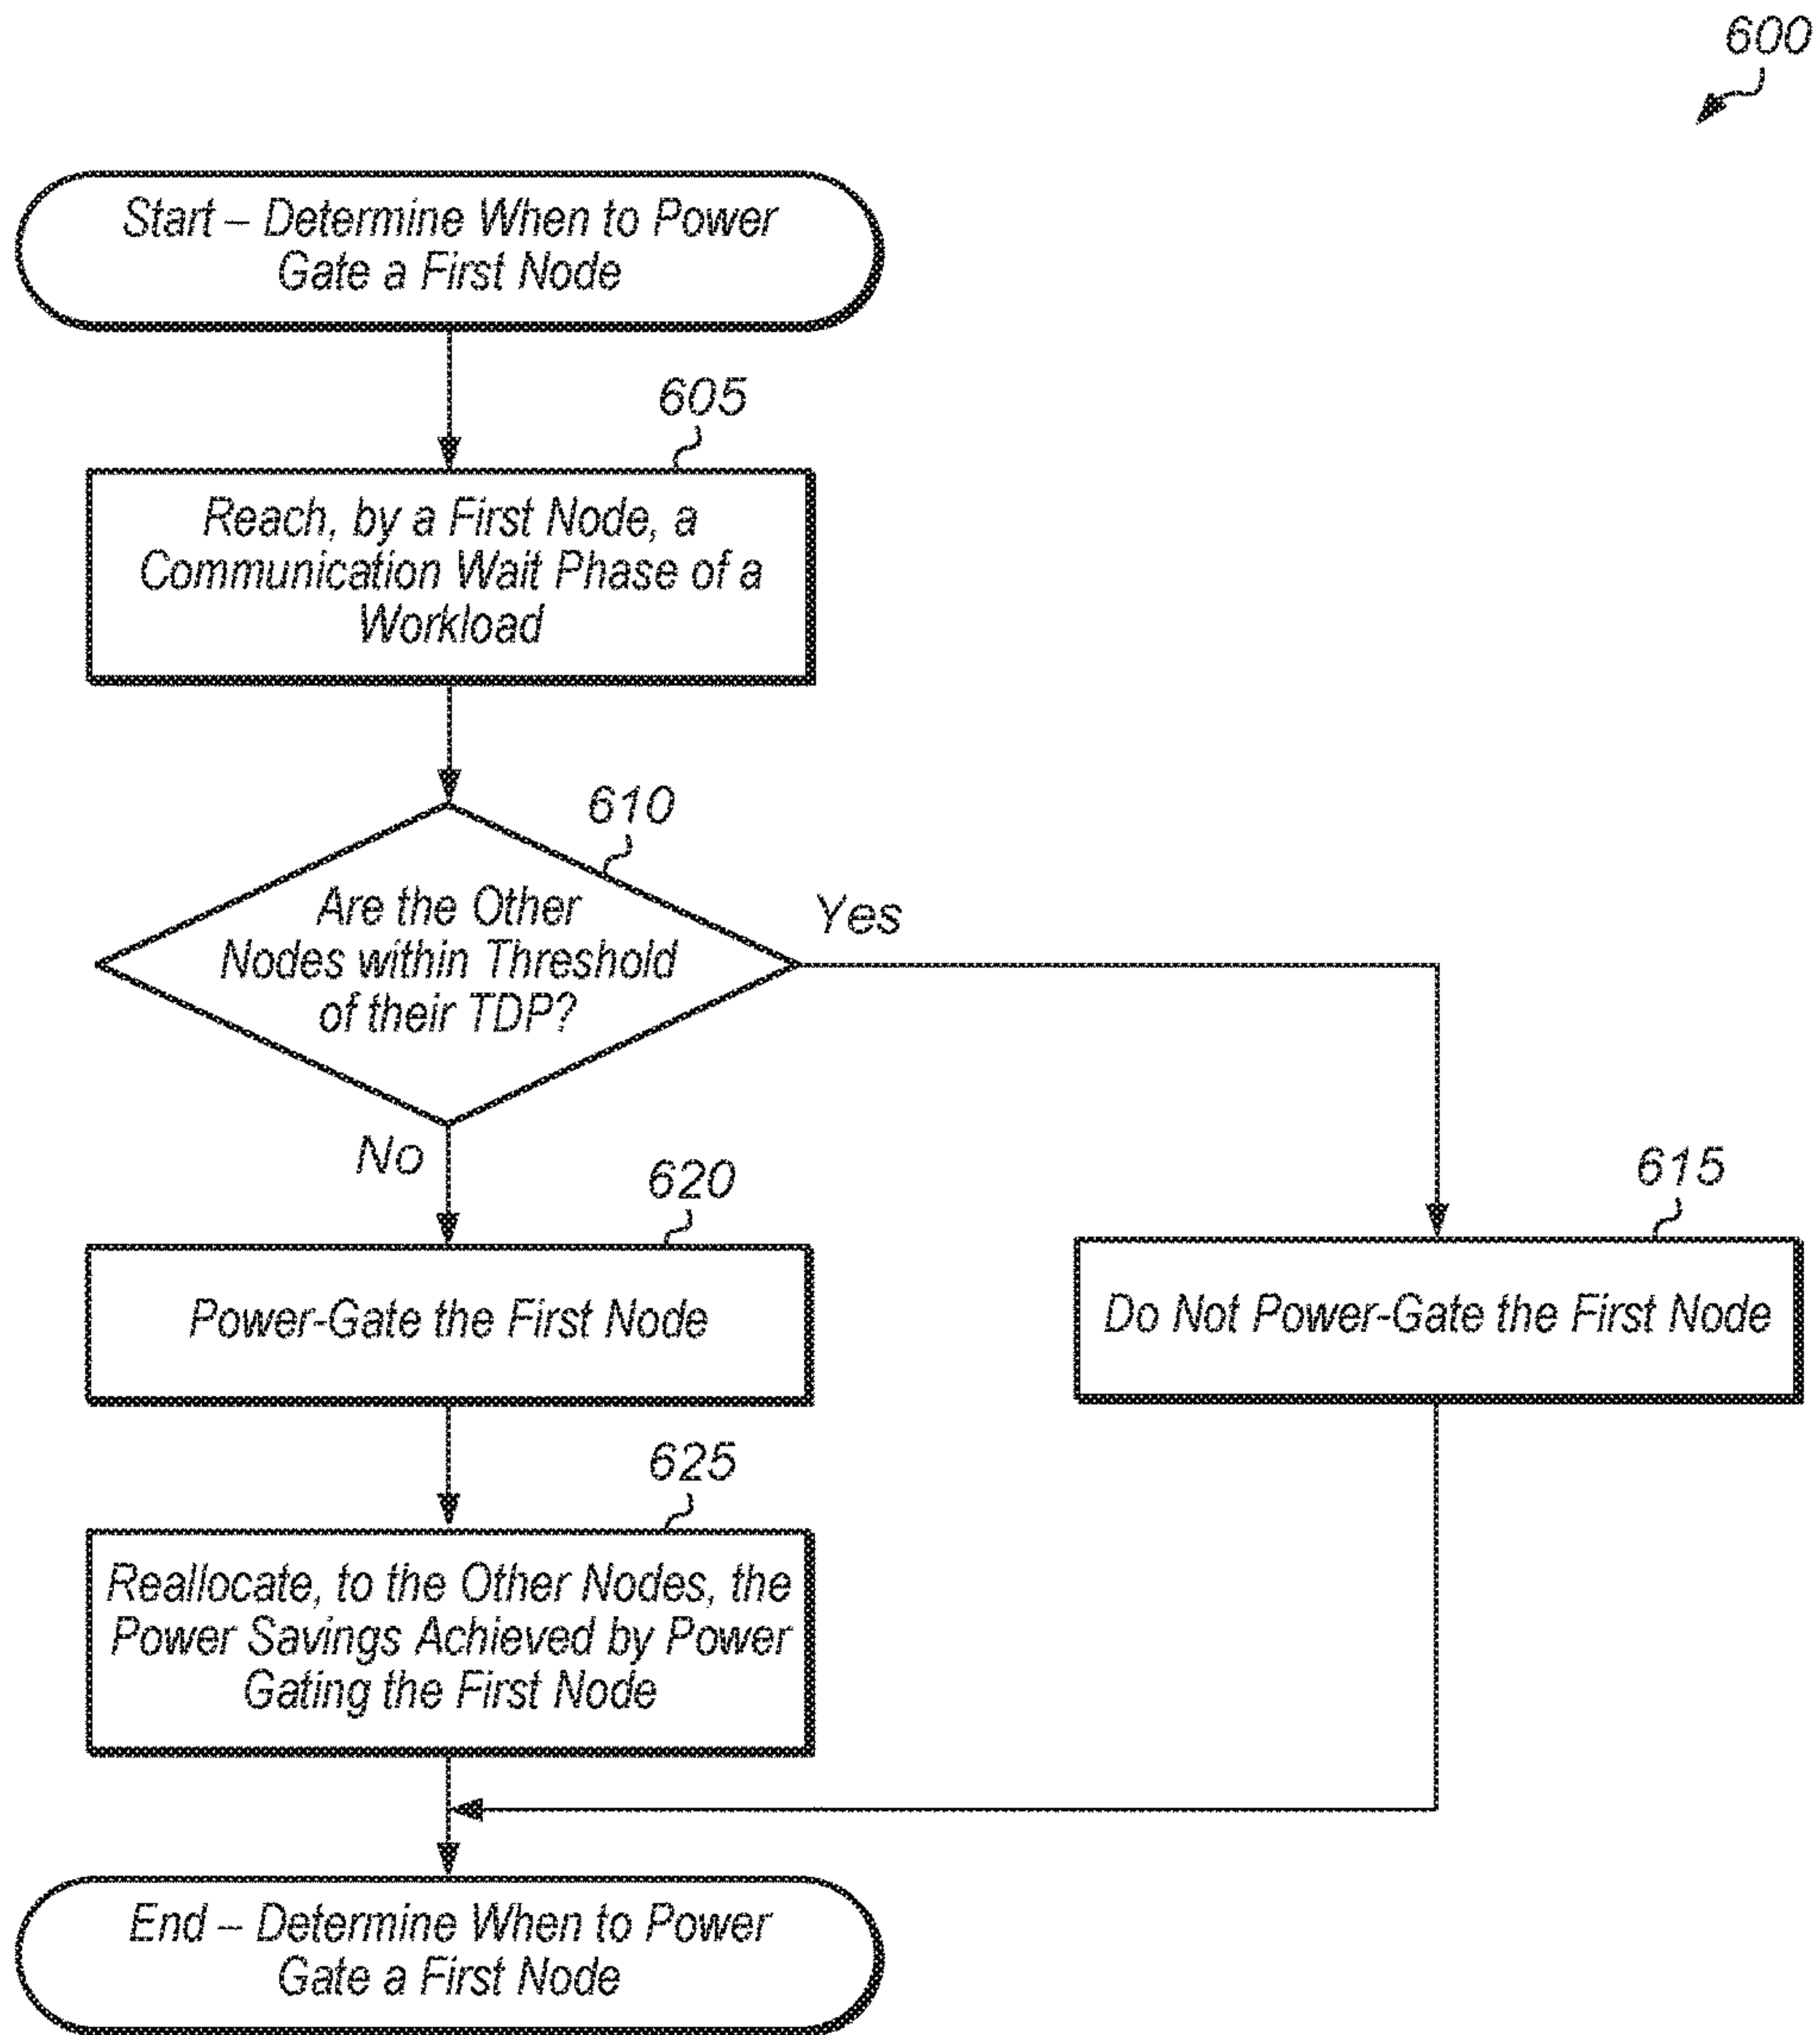 600
Start – Determine When to Power
Gate a First Node
605
Reach, by a First Node, a
Communication Wait Phase of a
Workload
610
Are the Other
Nodes within Threshold
of their TDP?
Yes
No
620
Power-Gate the First Node
615
Do Not Power-Gate the First Node
625
Reallocate, to the Other Nodes, the
Power Savings Achieved by Power
Gating the First Node
End – Determine When to Power
Gate a First Node